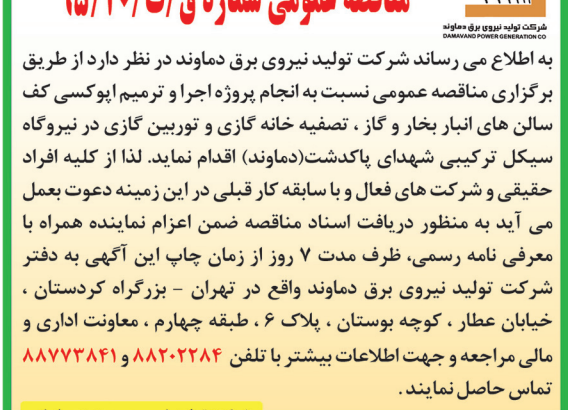 مناقصه عمومی شماره
شرکت تولید نیروی برق دماوند
DAMAVAND POWER GENERATION CO
به اطلاع می رساند شرکت تولید نیروی برق دماوند در نظر دارد از طریق
برگزاری مناقصه عمومی نسبت به انجام پروژه اجرا و ترمیم اپوکسی کف
سالن های انبار بخار و گاز ، تصفیه خانه گازی و توربین گازی در نیروگاه
سیکل ترکیبی شهدای پاکدشت(دماوند) اقدام نماید. لذا از کلیه افراد
حقیقی و شرکت های فعال و با سابقه کار قبلی در این زمینه دعوت بعمل
می آید به منظور دریافت اسناد مناقصه ضمن اعزام نماینده همراه با
معرفی نامه رسمی، ظرف مدت ۷ روز از زمان چاپ این آگهی به دفتر
شرکت تولید نیروی برق دماوند واقع در تهران - بزرگراه کردستان ،
خیابان عطار ، کوچه بوستان ، پلاک ۶ ، طبقه چهارم ، معاونت اداری و
مالی مراجعه و جهت اطلاعات بیشتر با تلفن ۸۸۲۰۲۲۸۴ و ۸۸۷۷۳۸۴۱
تماس حاصل نمایند .